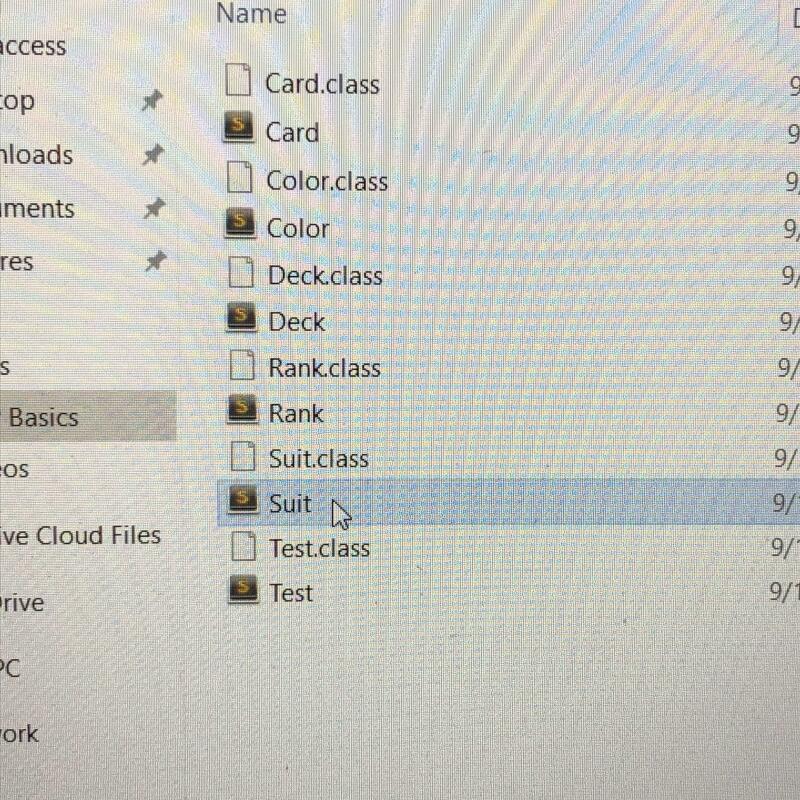 Name
access
top
nloads
uments
res
s
Basics
eos
ive Cloud Files
Drive
PC
work
Card.class
Card
Color.class
Color
Deck.class
Deck
Rank.class
Rank
Suit.class
Suit
Test.class
Test
9
9
9/
9/
9/
9/
9/
9/
9/
9/1
9/1
9/1